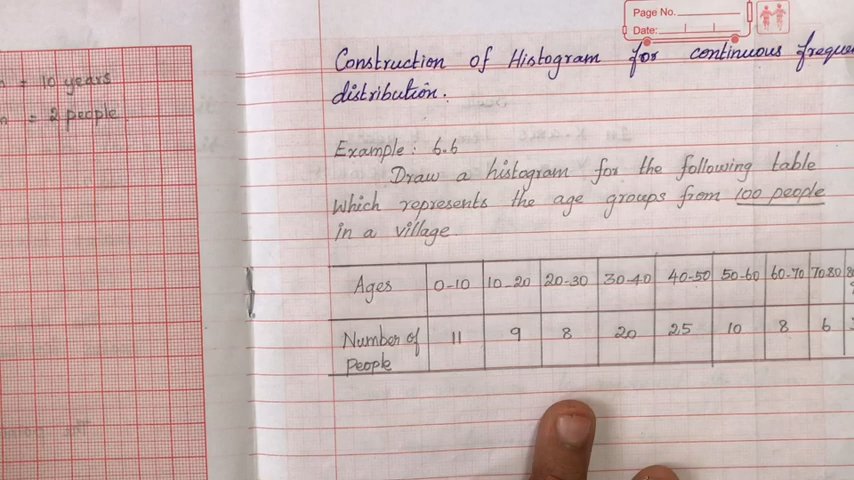 Page No.
Date:
= 10 years
= 2 people
Construction of Histogram for continuous
distribution.
Example: 6.6
Draw a histogram for the following table
which represents the age groups from 100 people
in a village
Ages 0-10 10-20 20-30 30-40 40-50 50-60 60-70 70-80
Number of People 11 9 8 20 25 10 8 6